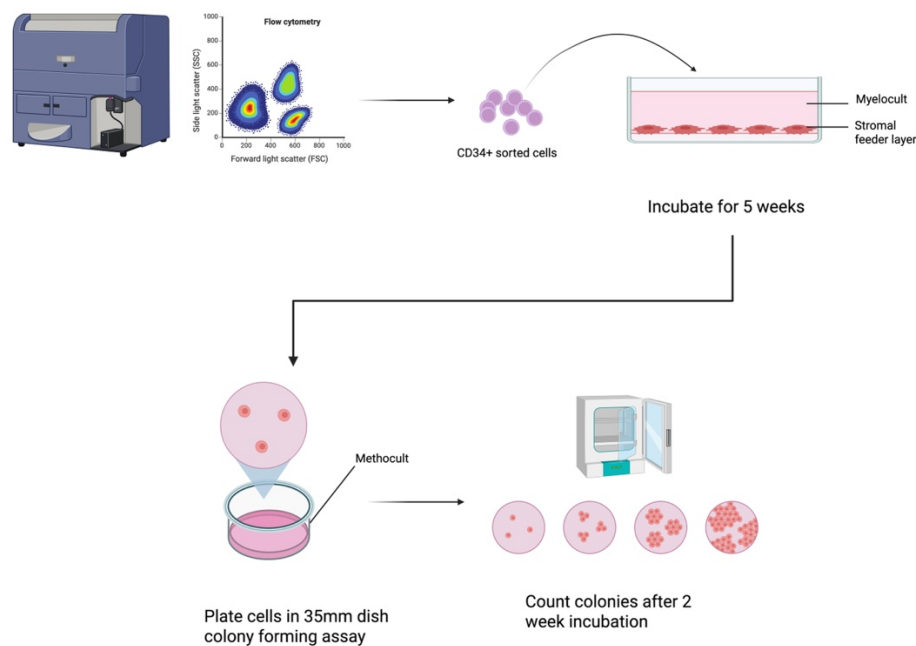 Flow cytometry
Side light scatter (SSC)
1000
800
600
400
200
0
0 200 400 600 800 1000
Forward light scatter (FSC)
CD34+ sorted cells
Myelocult
Stromal
feeder layer
Incubate for 5 weeks
Methocult
Plate cells in 35mm dish
colony forming assay
Count colonies after 2
week incubation